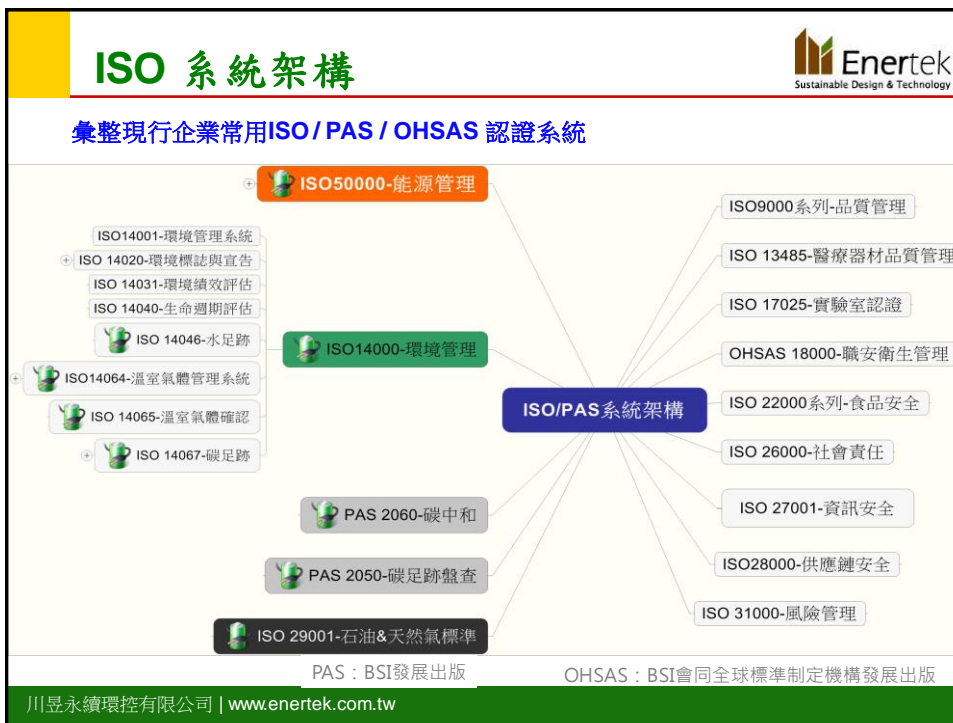 ISO 系統架構
Enertek
Sustainable Design & Technology
彙整現行企業常用ISO / PAS / OHSAS 認證系統
ISO50000-能源管理
ISO14001-環境管理系統
ISO 14020-環境標誌與宣告
ISO 14031-環境績效評估
ISO 14040-生命週期評估
ISO 14046-水足跡
ISO14064-溫室氣體管理系統
ISO 14065-溫室氣體確認
ISO 14067-碳足跡
ISO14000-環境管理
PAS 2060-碳中和
PAS 2050-碳足跡盤查
ISO 29001-石油&天然氣標準
ISO/PAS系統架構
ISO9000系列-品質管理
ISO 13485-醫療器材品質管理
ISO 17025-實驗室認證
OHSAS 18000-職安衛生管理
ISO 22000系列-食品安全
ISO 26000-社會責任
ISO 27001-資訊安全
ISO28000-供應鏈安全
ISO 31000-風險管理
PAS：BSI發展出版
OHSAS：BSI會同全球標準制定機構發展出版
川昱永續環控有限公司 | www.enertek.com.tw